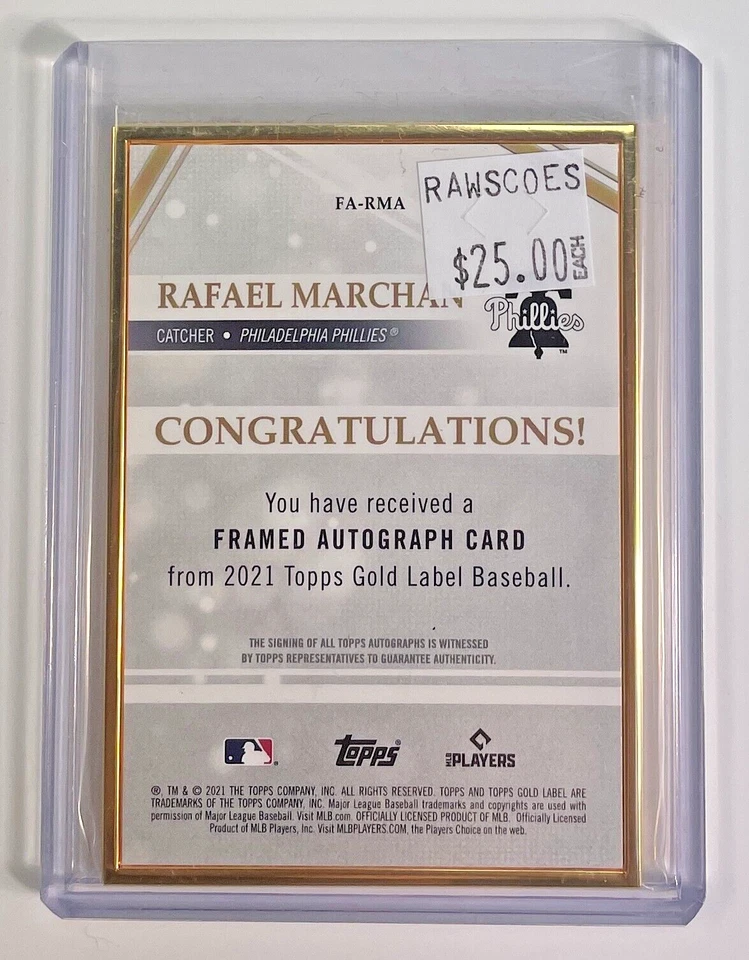 FA-RMA
RAWSCOES
$25.00 EACH
RAFAEL MARCHAN
Phillies
TM
CATCHER • PHILADELPHIA PHILLIES®
CONGRATULATIONS!
You have received a
FRAMED AUTOGRAPH CARD
from 2021 Topps Gold Label Baseball.
THE SIGNING OF ALL TOPPS AUTOGRAPHS IS WITNESSED
BY TOPPS REPRESENTATIVES TO GUARANTEE AUTHENTICITY.
Topps
MLB PLAYERS
®, TM & © 2021 THE TOPPS COMPANY, INC. ALL RIGHTS RESERVED. TOPPS AND TOPPS GOLD LABEL ARE
TRADEMARKS OF THE TOPPS COMPANY, INC. Major League Baseball trademarks and copyrights are used with
permission of Major League Baseball. Visit MLB.com. OFFICIALLY LICENSED PRODUCT OF MLB. Officially Licensed
Product of MLB Players, Inc. Visit MLBPLAYERS.COM, the Players Choice on the web.